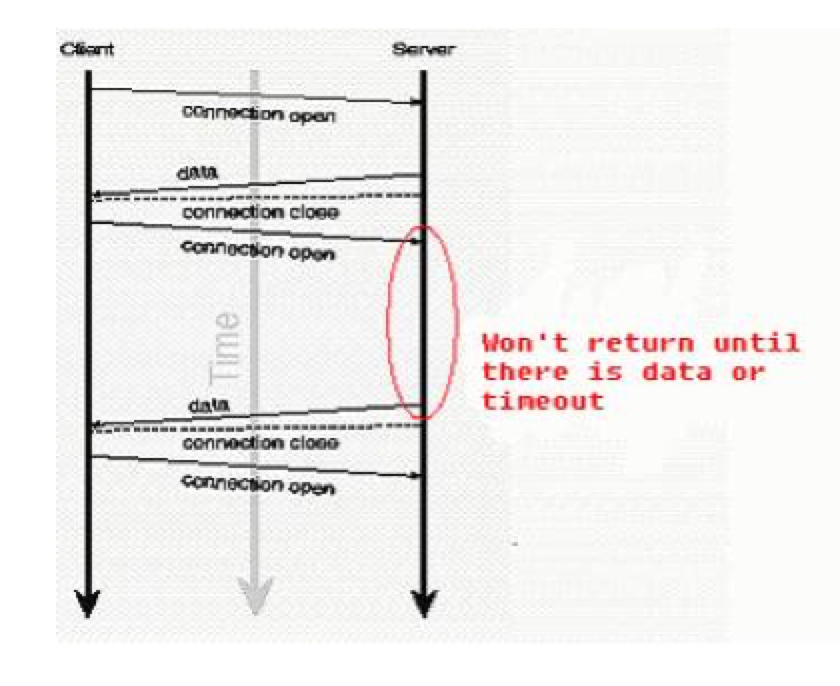 Client
Server
connection open
data
connection close
connection open
Time
Won't return until
there is data or
timeout
data
connection close
connection open